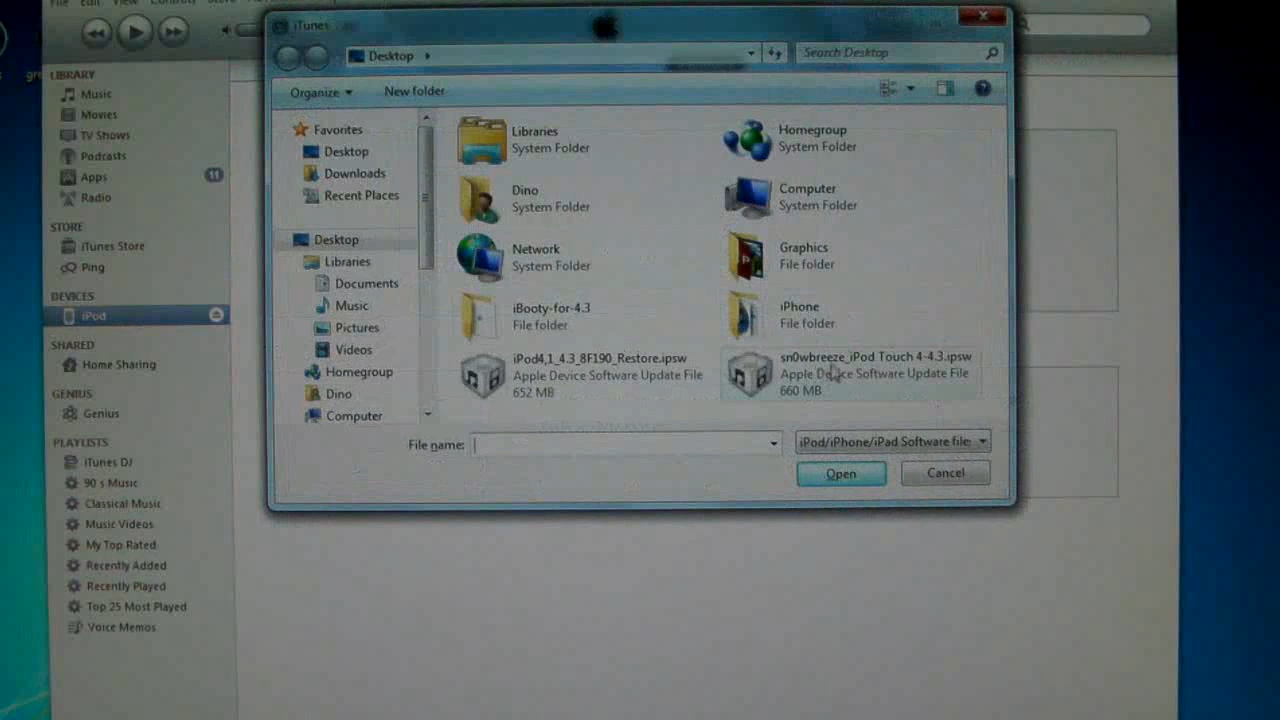 File Edit View Controls Store
iTunes
Desktop
Search Desktop
Organize
New folder
LIBRARY
Music
Movies
TV Shows
Podcasts
Apps
11
Radio
STORE
iTunes Store
Ping
DEVICES
iPod
SHARED
Home Sharing
GENIUS
Genius
PLAYLISTS
iTunes DJ
90's Music
Classical Music
Music Videos
My Top Rated
Recently Added
Recently Played
Top 25 Most Played
Voice Memos
Favorites
Desktop
Downloads
Recent Places
Desktop
Libraries
Documents
Music
Pictures
Videos
Homegroup
Dino
Computer
Libraries
System Folder
Homegroup
System Folder
Dino
System Folder
Computer
System Folder
Network
System Folder
Graphics
File folder
iBooty-for-4.3
File folder
iPhone
File folder
iPod4,1_4.3_8F190_Restore.ipsw
Apple Device Software Update File
652 MB
sn0wbreeze_iPod Touch 4-4.3.ipsw
Apple Device Software Update File
660 MB
File name:
iPod/iPhone/iPad Software file
Open
Cancel